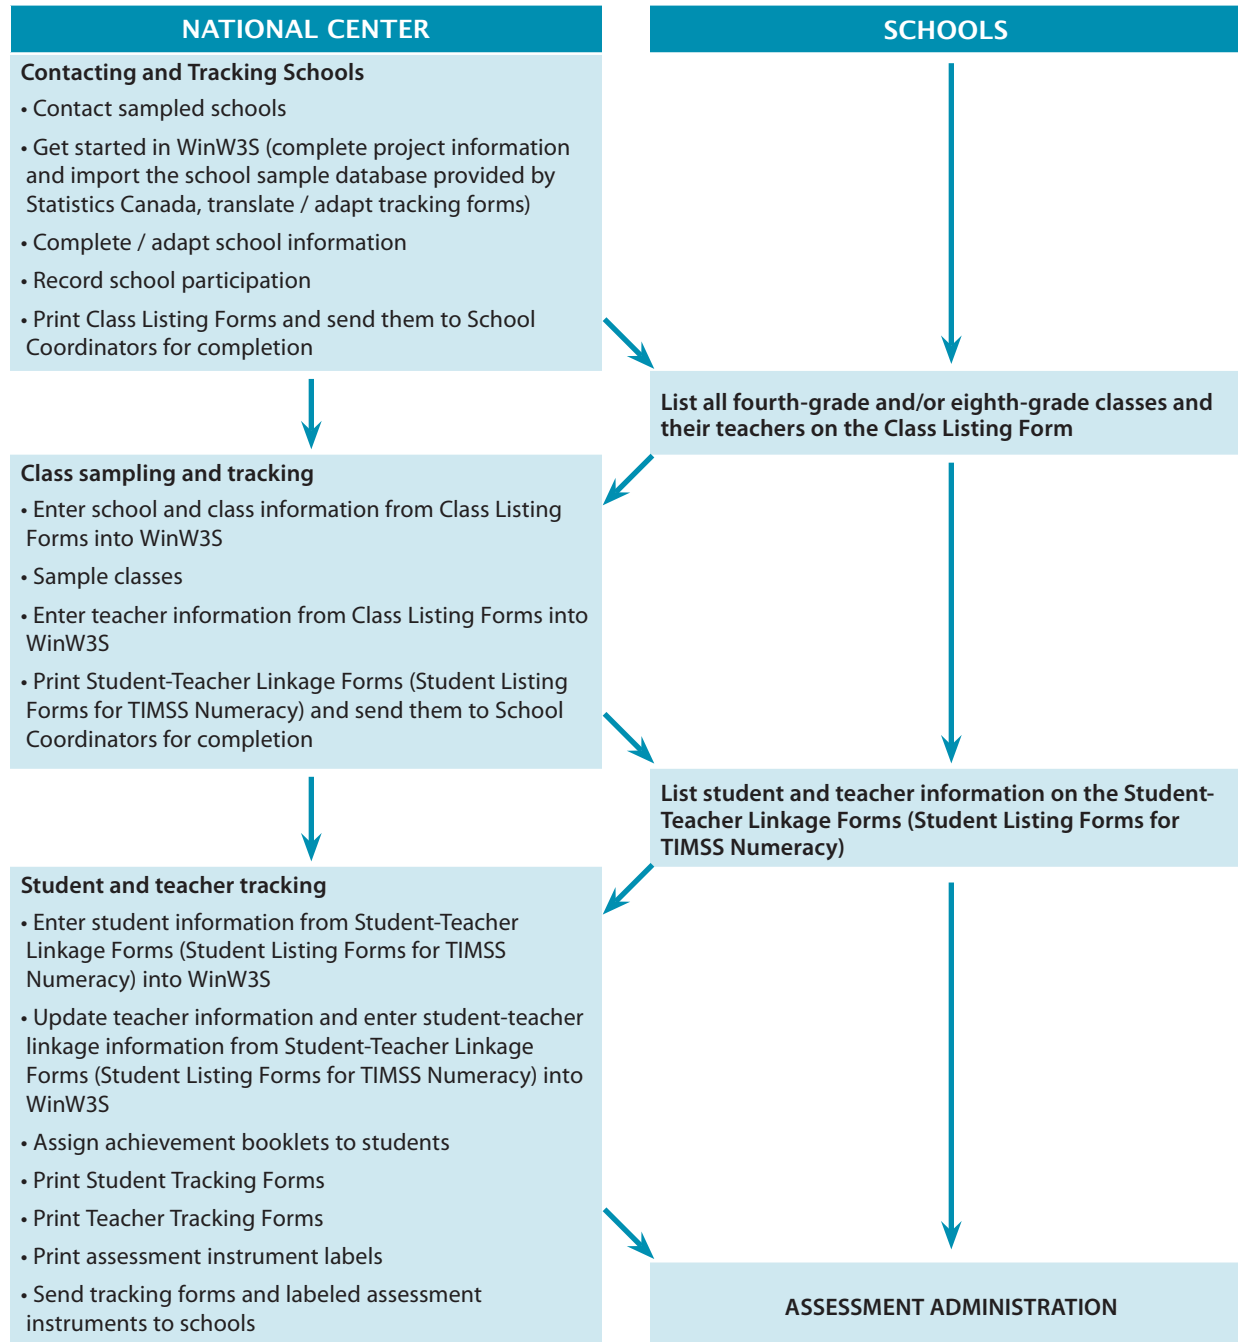 NATIONAL CENTER
Contacting and Tracking Schools
• Contact sampled schools
• Get started in WinW3S (complete project information
and import the school sample database provided by
Statistics Canada, translate / adapt tracking forms)
• Complete / adapt school information
• Record school participation
• Print Class Listing Forms and send them to School
Coordinators for completion
Class sampling and tracking
• Enter school and class information from Class Listing
Forms into WinW3S
• Sample classes
• Enter teacher information from Class Listing Forms into
WinW3S
• Print Student-Teacher Linkage Forms (Student Listing
Forms for TIMSS Numeracy) and send them to School
Coordinators for completion
Student and teacher tracking
• Enter student information from Student-Teacher
Linkage Forms (Student Listing Forms for TIMSS
Numeracy) into WinW3S
• Update teacher information and enter student-teacher
linkage information from Student-Teacher Linkage
Forms (Student Listing Forms for TIMSS Numeracy) into
WinW3S
• Assign achievement booklets to students
• Print Student Tracking Forms
• Print Teacher Tracking Forms
• Print assessment instrument labels
• Send tracking forms and labeled assessment
instruments to schools
SCHOOLS
List all fourth-grade and/or eighth-grade classes and
their teachers on the Class Listing Form
List student and teacher information on the Student-
Teacher Linkage Forms (Student Listing Forms for
TIMSS Numeracy)
ASSESSMENT ADMINISTRATION